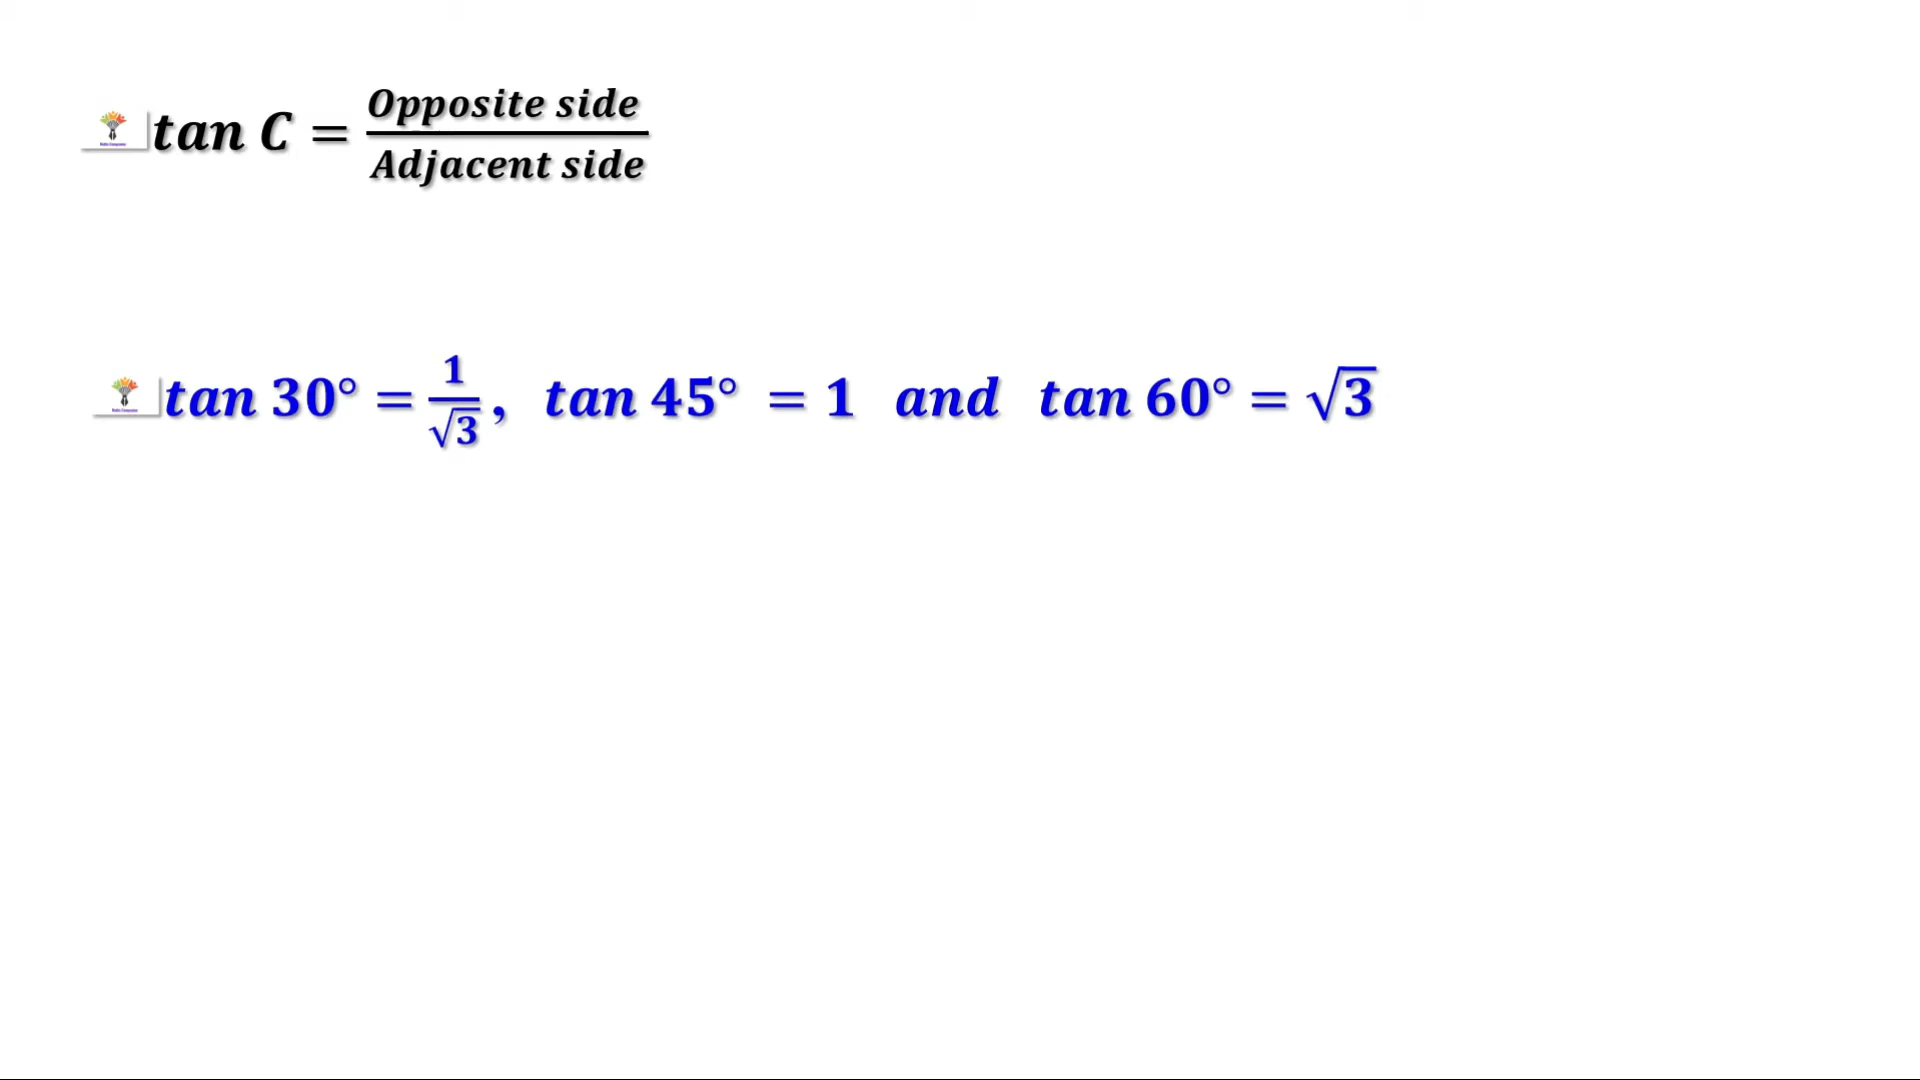 tan C = Opposite side / Adjacent side
tan 30° = 1/√3, tan 45° = 1 and tan 60° = √3